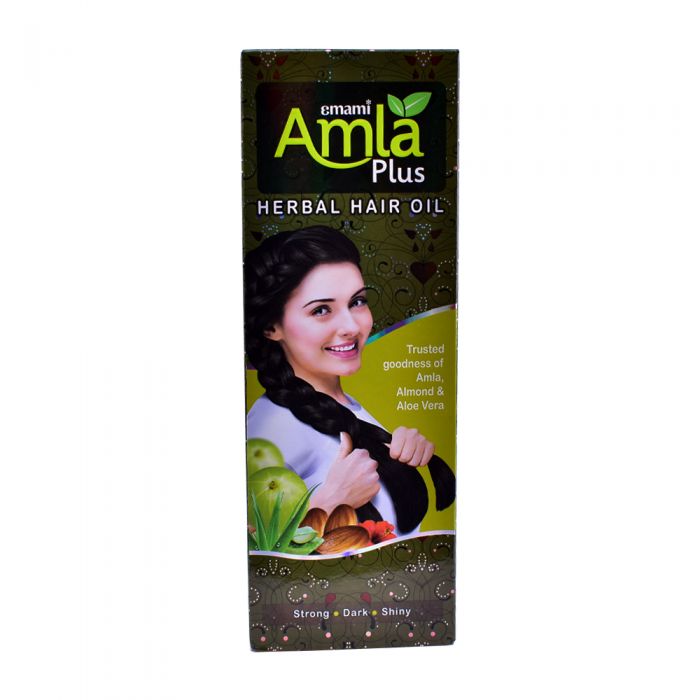 emami
Amla
Plus
HERBAL HAIR OIL
Trusted
goodness of
Amla,
Almond &
Aloe Vera
Strong • Dark • Shiny